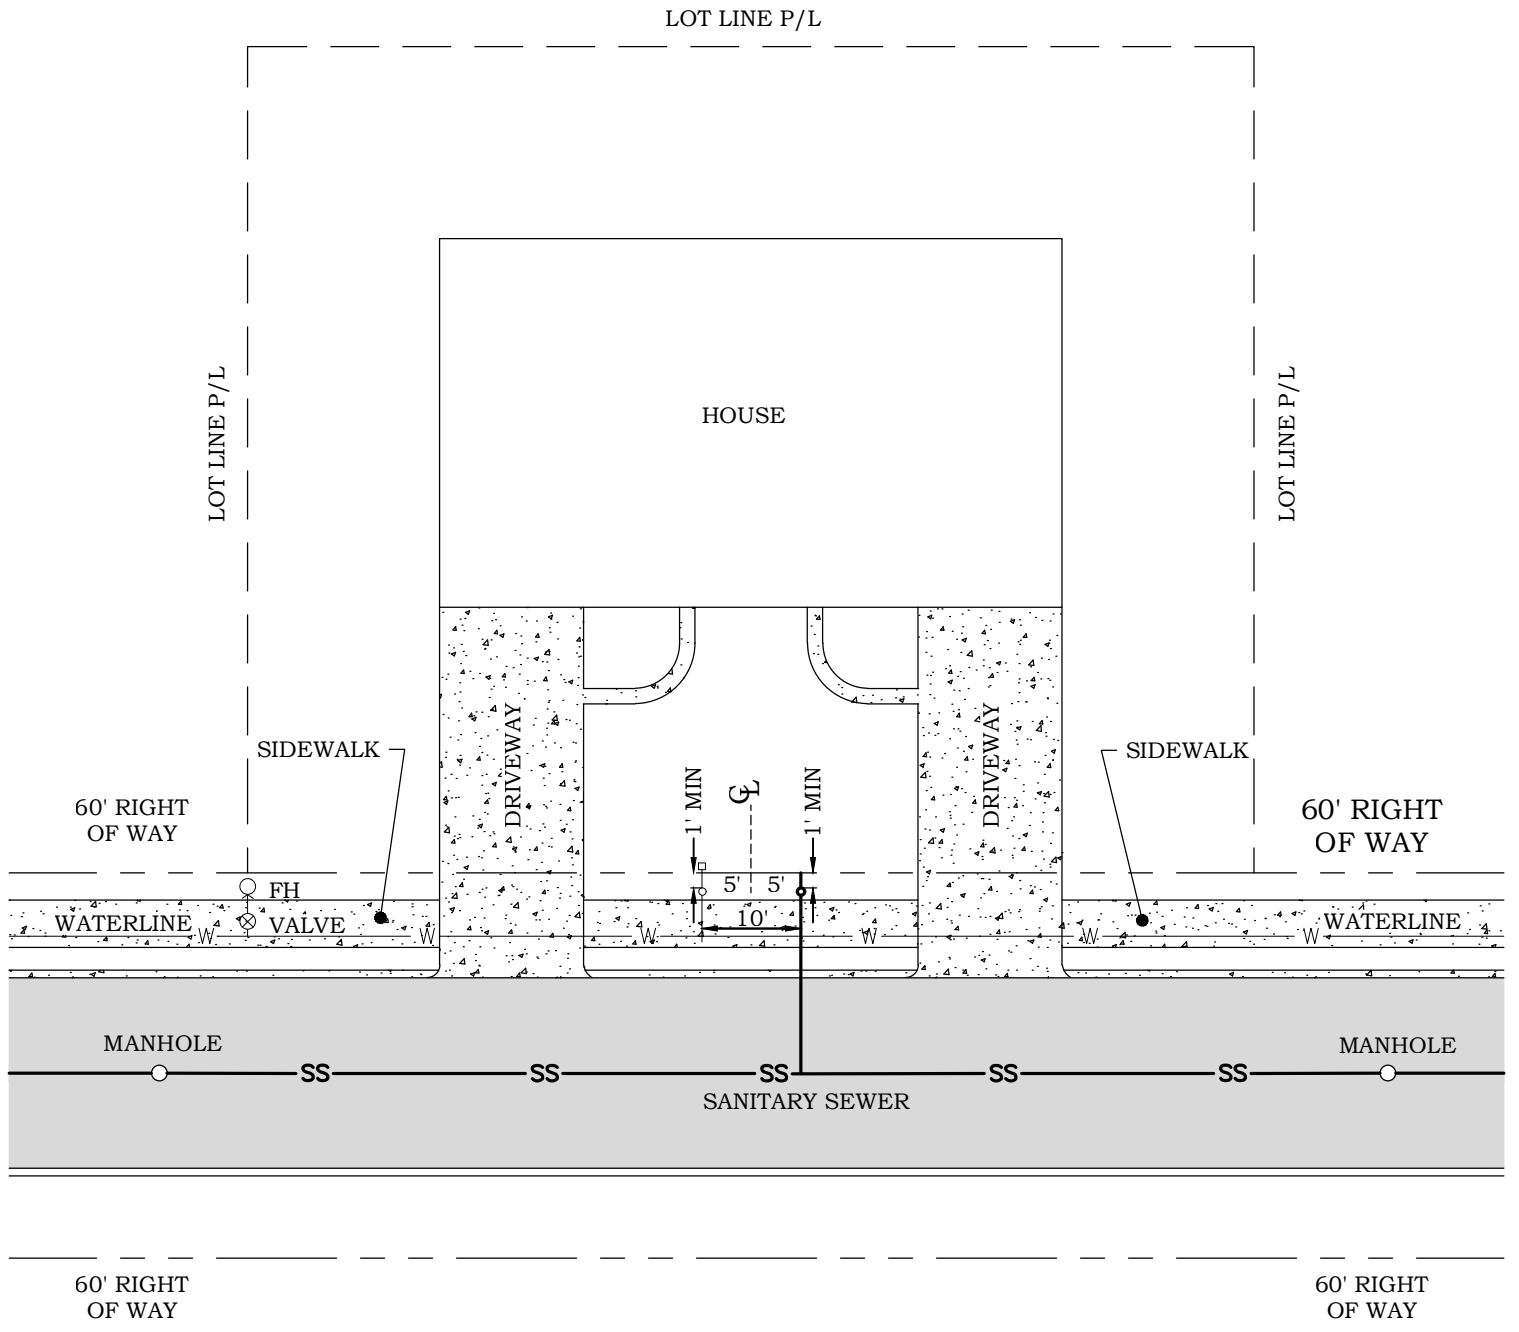 LOT LINE P/L
LOT LINE P/L
LOT LINE P/L
HOUSE
DRIVEWAY
DRIVEWAY
SIDEWALK
SIDEWALK
1' MIN
CL
1' MIN
60' RIGHT
OF WAY
60' RIGHT
OF WAY
FH
5' 5'
10'
WATERLINE
VALVE
WATERLINE
W W W W W W
MANHOLE
MANHOLE
SS SS SS SS SS
SANITARY SEWER
60' RIGHT
OF WAY
60' RIGHT
OF WAY